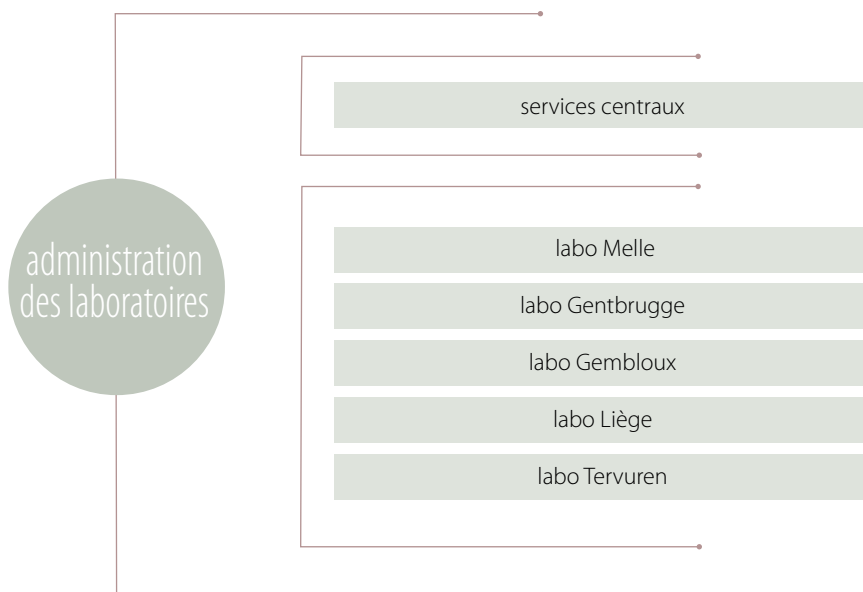 administration
des laboratoires
services centraux
labo Melle
labo Gentbrugge
labo Gembloux
labo Liège
labo Tervuren